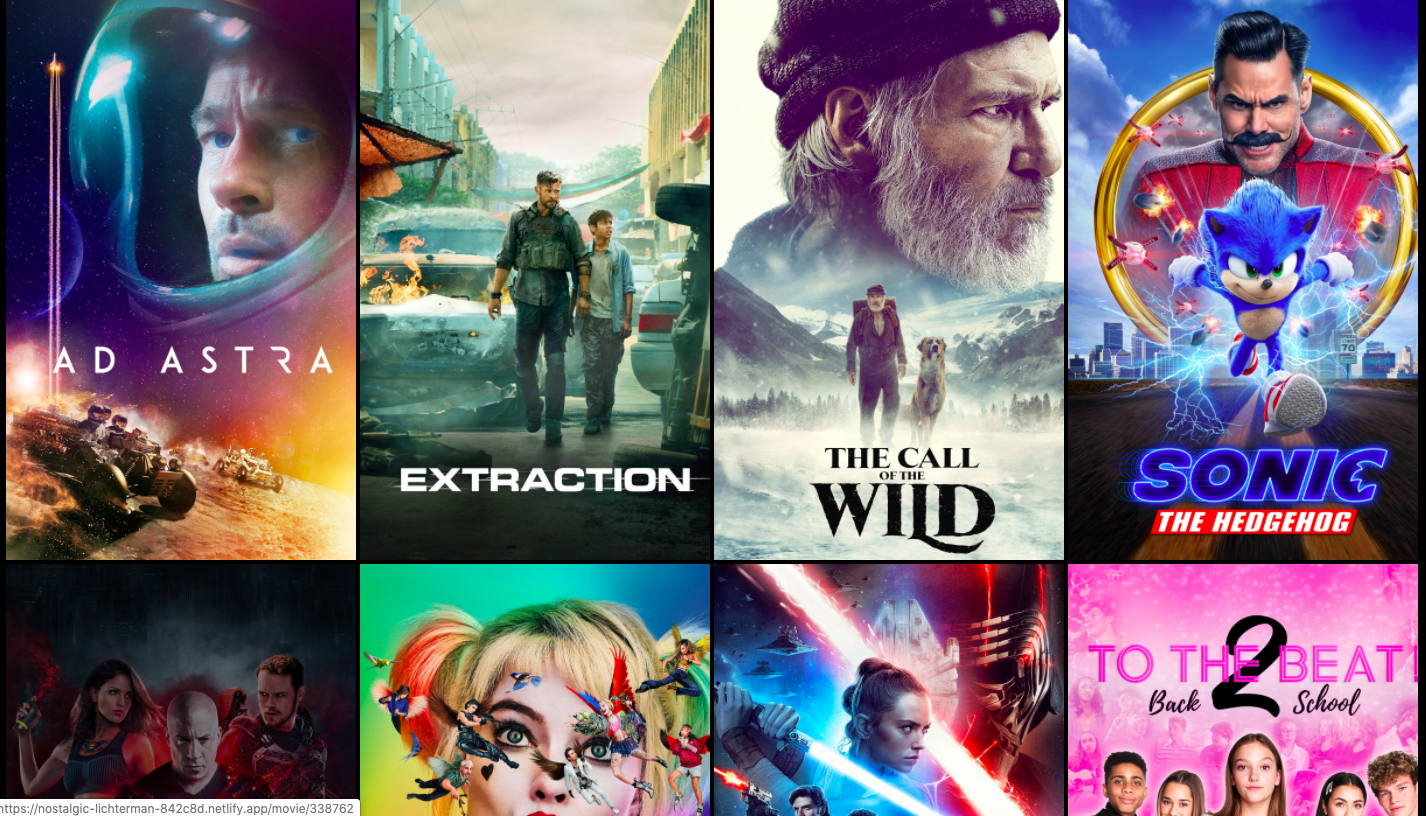 AD ASTRA
EXTRACTION
THE CALL
OF THE
WILD
70
SONIC
THE HEDGEHOG
TO THE BEAT!
2
Back School
https://nostalgic-lichterman-842c8d.netlify.app/movie/338762